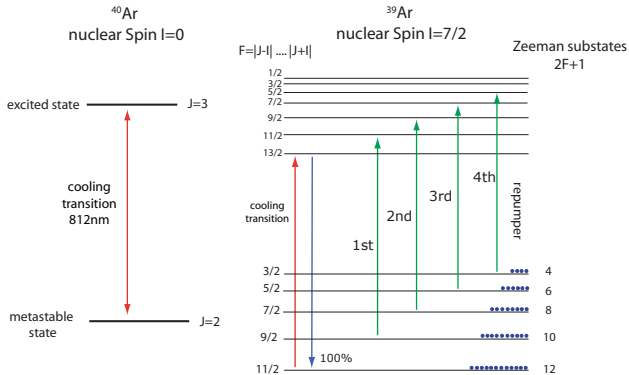 ⁴⁰Ar
nuclear Spin I=0
³⁹Ar
nuclear Spin I=7/2
F=|J-I| ....|J+I|
Zeeman substates
2F+1
1/2
3/2
5/2
7/2
9/2
11/2
13/2
excited state
J=3
cooling
transition
812nm
metastable
state
J=2
cooling
transition
1st
2nd
3rd
4th
repumper
3/2
4
5/2
6
7/2
8
9/2
10
11/2
100%
12